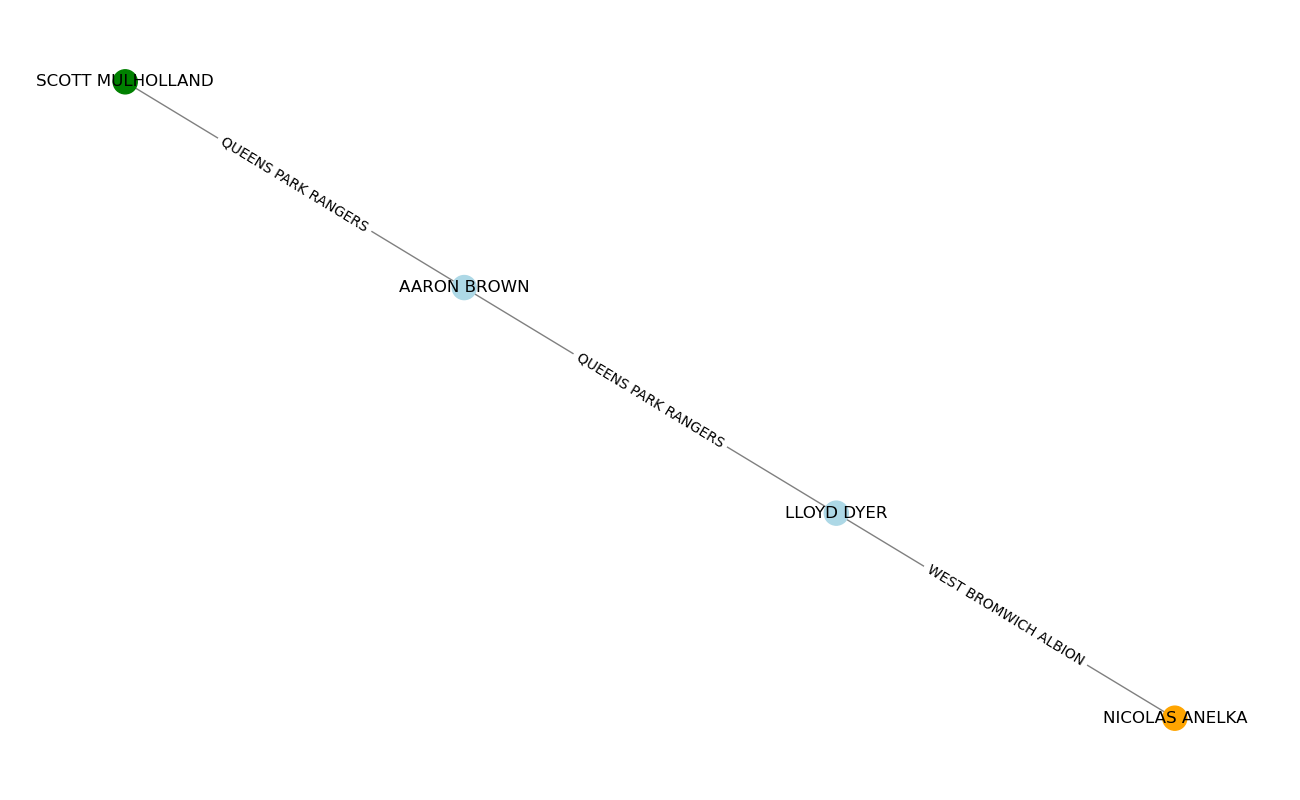 SCOTT MULHOLLAND
QUEENS PARK RANGERS
AARON BROWN
QUEENS PARK RANGERS
LLOYD DYER
WEST BROMWICH ALBION
NICOLAS ANELKA